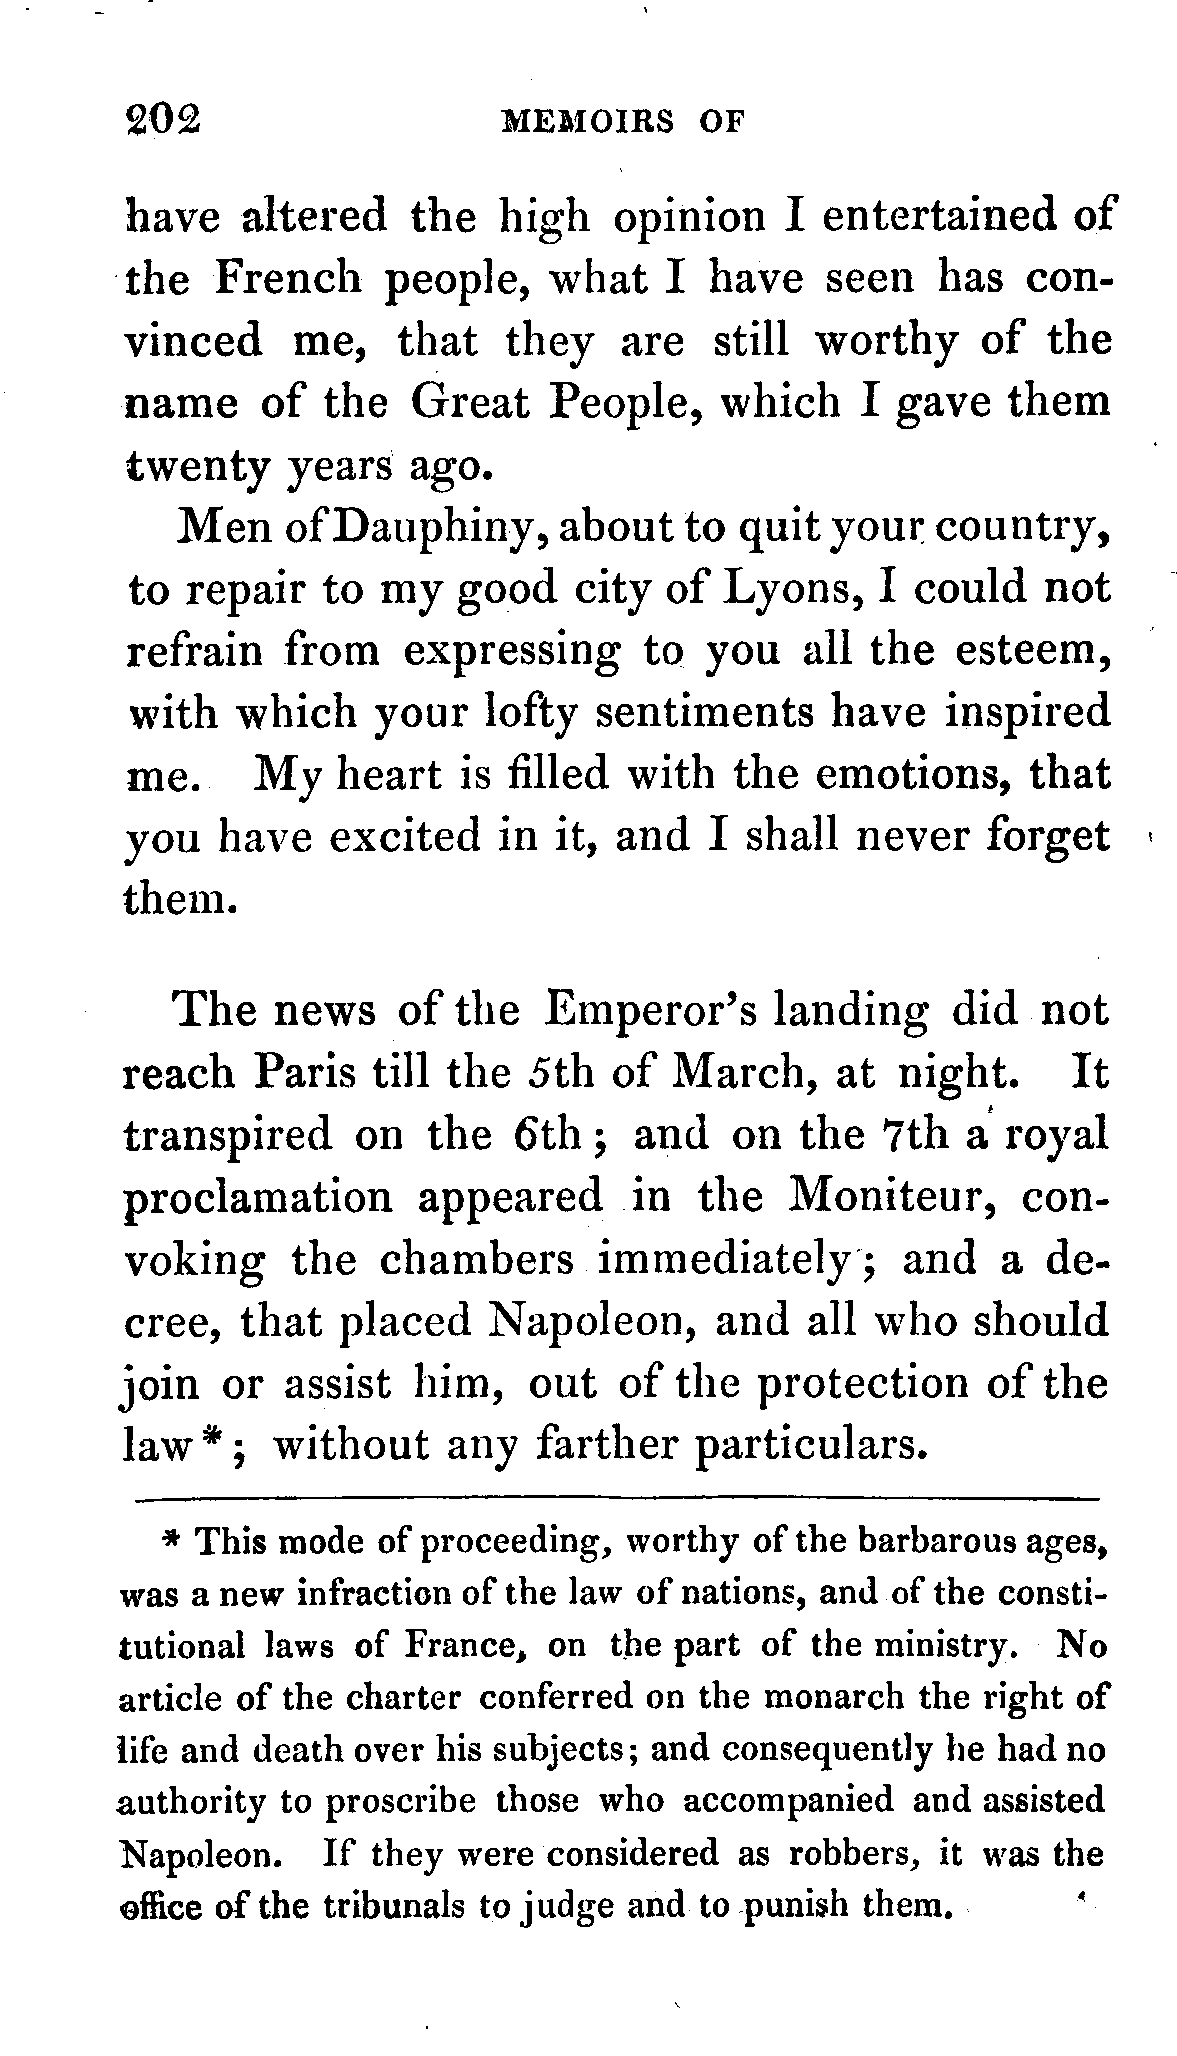 202 MEMOIRS OF
have altered the high opinion I entertained of
the French people, what I have seen has con-
vinced me, that they are still worthy of the
name of the Great People, which I gave them
twenty years ago.
Men of Dauphiny, about to quit your country,
to repair to my good city of Lyons, I could not
refrain from expressing to you all the esteem,
with which your lofty sentiments have inspired
me. My heart is filled with the emotions, that
you have excited in it, and I shall never forget
them.
The news of the Emperor's landing did not
reach Paris till the 5th of March, at night. It
transpired on the 6th; and on the 7th a royal
proclamation appeared in the Moniteur, con-
voking the chambers immediately; and a de-
cree, that placed Napoleon, and all who should
join or assist him, out of the protection of the
law*; without any farther particulars.
* This mode of proceeding, worthy of the barbarous ages,
was a new infraction of the law of nations, and of the consti-
tutional laws of France, on the part of the ministry. No
article of the charter conferred on the monarch the right of
life and death over his subjects; and consequently he had no
authority to proscribe those who accompanied and assisted
Napoleon. If they were considered as robbers, it was the
office of the tribunals to judge and to punish them.